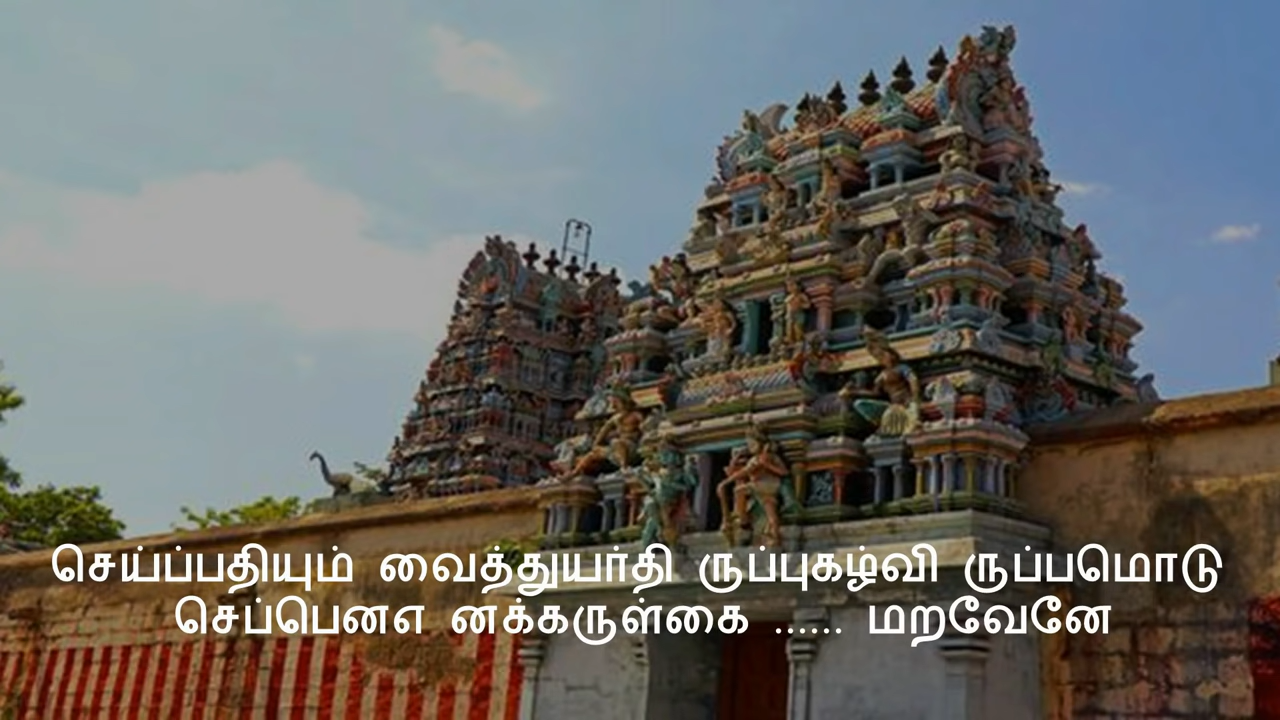 செய்ப்பதியும் வைத்துயர்தி ருப்புகழ்வி ருப்பமொடு
செப்பெனஎ னக்கருள்கை ...... மறவேனே